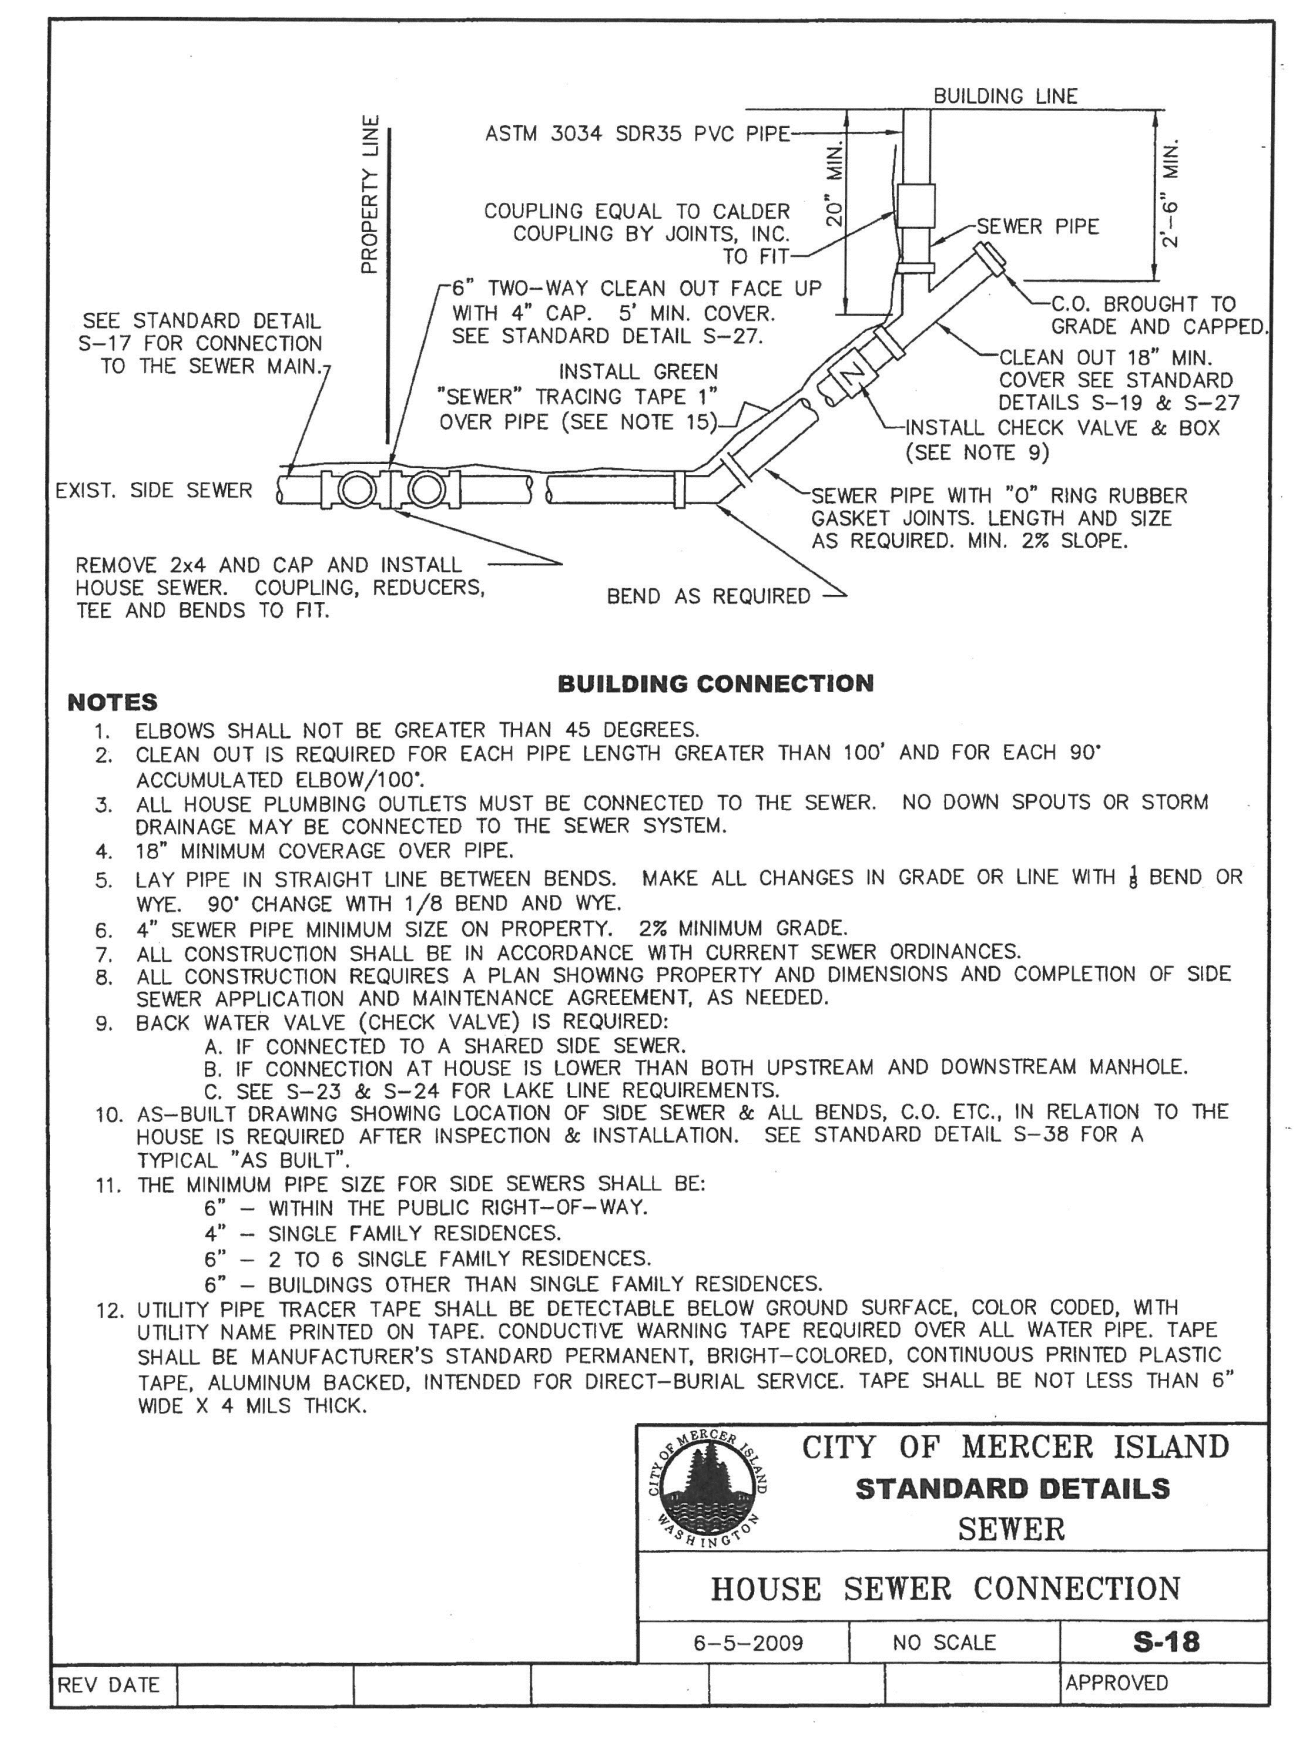 BUILDING LINE
ASTM 3034 SDR35 PVC PIPE
PROPERTY LINE
20" MIN.
2'-6" MIN.
COUPLING EQUAL TO CALDER
COUPLING BY JOINTS, INC.
TO FIT
SEWER PIPE
6" TWO-WAY CLEAN OUT FACE UP
WITH 4" CAP. 5' MIN. COVER.
SEE STANDARD DETAIL S-27.
C.O. BROUGHT TO
GRADE AND CAPPED.
SEE STANDARD DETAIL
S-17 FOR CONNECTION
TO THE SEWER MAIN.
INSTALL GREEN
"SEWER" TRACING TAPE 1"
OVER PIPE (SEE NOTE 15)
CLEAN OUT 18" MIN.
COVER SEE STANDARD
DETAILS S-19 & S-27
N
INSTALL CHECK VALVE & BOX
(SEE NOTE 9)
EXIST. SIDE SEWER
SEWER PIPE WITH "O" RING RUBBER
GASKET JOINTS. LENGTH AND SIZE
AS REQUIRED. MIN. 2% SLOPE.
REMOVE 2x4 AND CAP AND INSTALL
HOUSE SEWER. COUPLING, REDUCERS,
TEE AND BENDS TO FIT.
BEND AS REQUIRED
BUILDING CONNECTION
NOTES
1. ELBOWS SHALL NOT BE GREATER THAN 45 DEGREES.
2. CLEAN OUT IS REQUIRED FOR EACH PIPE LENGTH GREATER THAN 100' AND FOR EACH 90°
ACCUMULATED ELBOW/100°.
3. ALL HOUSE PLUMBING OUTLETS MUST BE CONNECTED TO THE SEWER. NO DOWN SPOUTS OR STORM
DRAINAGE MAY BE CONNECTED TO THE SEWER SYSTEM.
4. 18" MINIMUM COVERAGE OVER PIPE.
5. LAY PIPE IN STRAIGHT LINE BETWEEN BENDS. MAKE ALL CHANGES IN GRADE OR LINE WITH 1/8 BEND OR
WYE. 90° CHANGE WITH 1/8 BEND AND WYE.
6. 4" SEWER PIPE MINIMUM SIZE ON PROPERTY. 2% MINIMUM GRADE.
7. ALL CONSTRUCTION SHALL BE IN ACCORDANCE WITH CURRENT SEWER ORDINANCES.
8. ALL CONSTRUCTION REQUIRES A PLAN SHOWING PROPERTY AND DIMENSIONS AND COMPLETION OF SIDE
SEWER APPLICATION AND MAINTENANCE AGREEMENT, AS NEEDED.
9. BACK WATER VALVE (CHECK VALVE) IS REQUIRED:
A. IF CONNECTED TO A SHARED SIDE SEWER.
B. IF CONNECTION AT HOUSE IS LOWER THAN BOTH UPSTREAM AND DOWNSTREAM MANHOLE.
C. SEE S-23 & S-24 FOR LAKE LINE REQUIREMENTS.
10. AS-BUILT DRAWING SHOWING LOCATION OF SIDE SEWER & ALL BENDS, C.O. ETC., IN RELATION TO THE
HOUSE IS REQUIRED AFTER INSPECTION & INSTALLATION. SEE STANDARD DETAIL S-38 FOR A
TYPICAL "AS BUILT".
11. THE MINIMUM PIPE SIZE FOR SIDE SEWERS SHALL BE:
6" - WITHIN THE PUBLIC RIGHT-OF-WAY.
4" - SINGLE FAMILY RESIDENCES.
6" - 2 TO 6 SINGLE FAMILY RESIDENCES.
6" - BUILDINGS OTHER THAN SINGLE FAMILY RESIDENCES.
12. UTILITY PIPE TRACER TAPE SHALL BE DETECTABLE BELOW GROUND SURFACE, COLOR CODED, WITH
UTILITY NAME PRINTED ON TAPE. CONDUCTIVE WARNING TAPE REQUIRED OVER ALL WATER PIPE. TAPE
SHALL BE MANUFACTURER'S STANDARD PERMANENT, BRIGHT-COLORED, CONTINUOUS PRINTED PLASTIC
TAPE, ALUMINUM BACKED, INTENDED FOR DIRECT-BURIAL SERVICE. TAPE SHALL BE NOT LESS THAN 6"
WIDE X 4 MILS THICK.
CITY OF MERCER ISLAND
WASHINGTON
CITY OF MERCER ISLAND
STANDARD DETAILS
SEWER
HOUSE SEWER CONNECTION
6-5-2009
NO SCALE
S-18
REV DATE
APPROVED